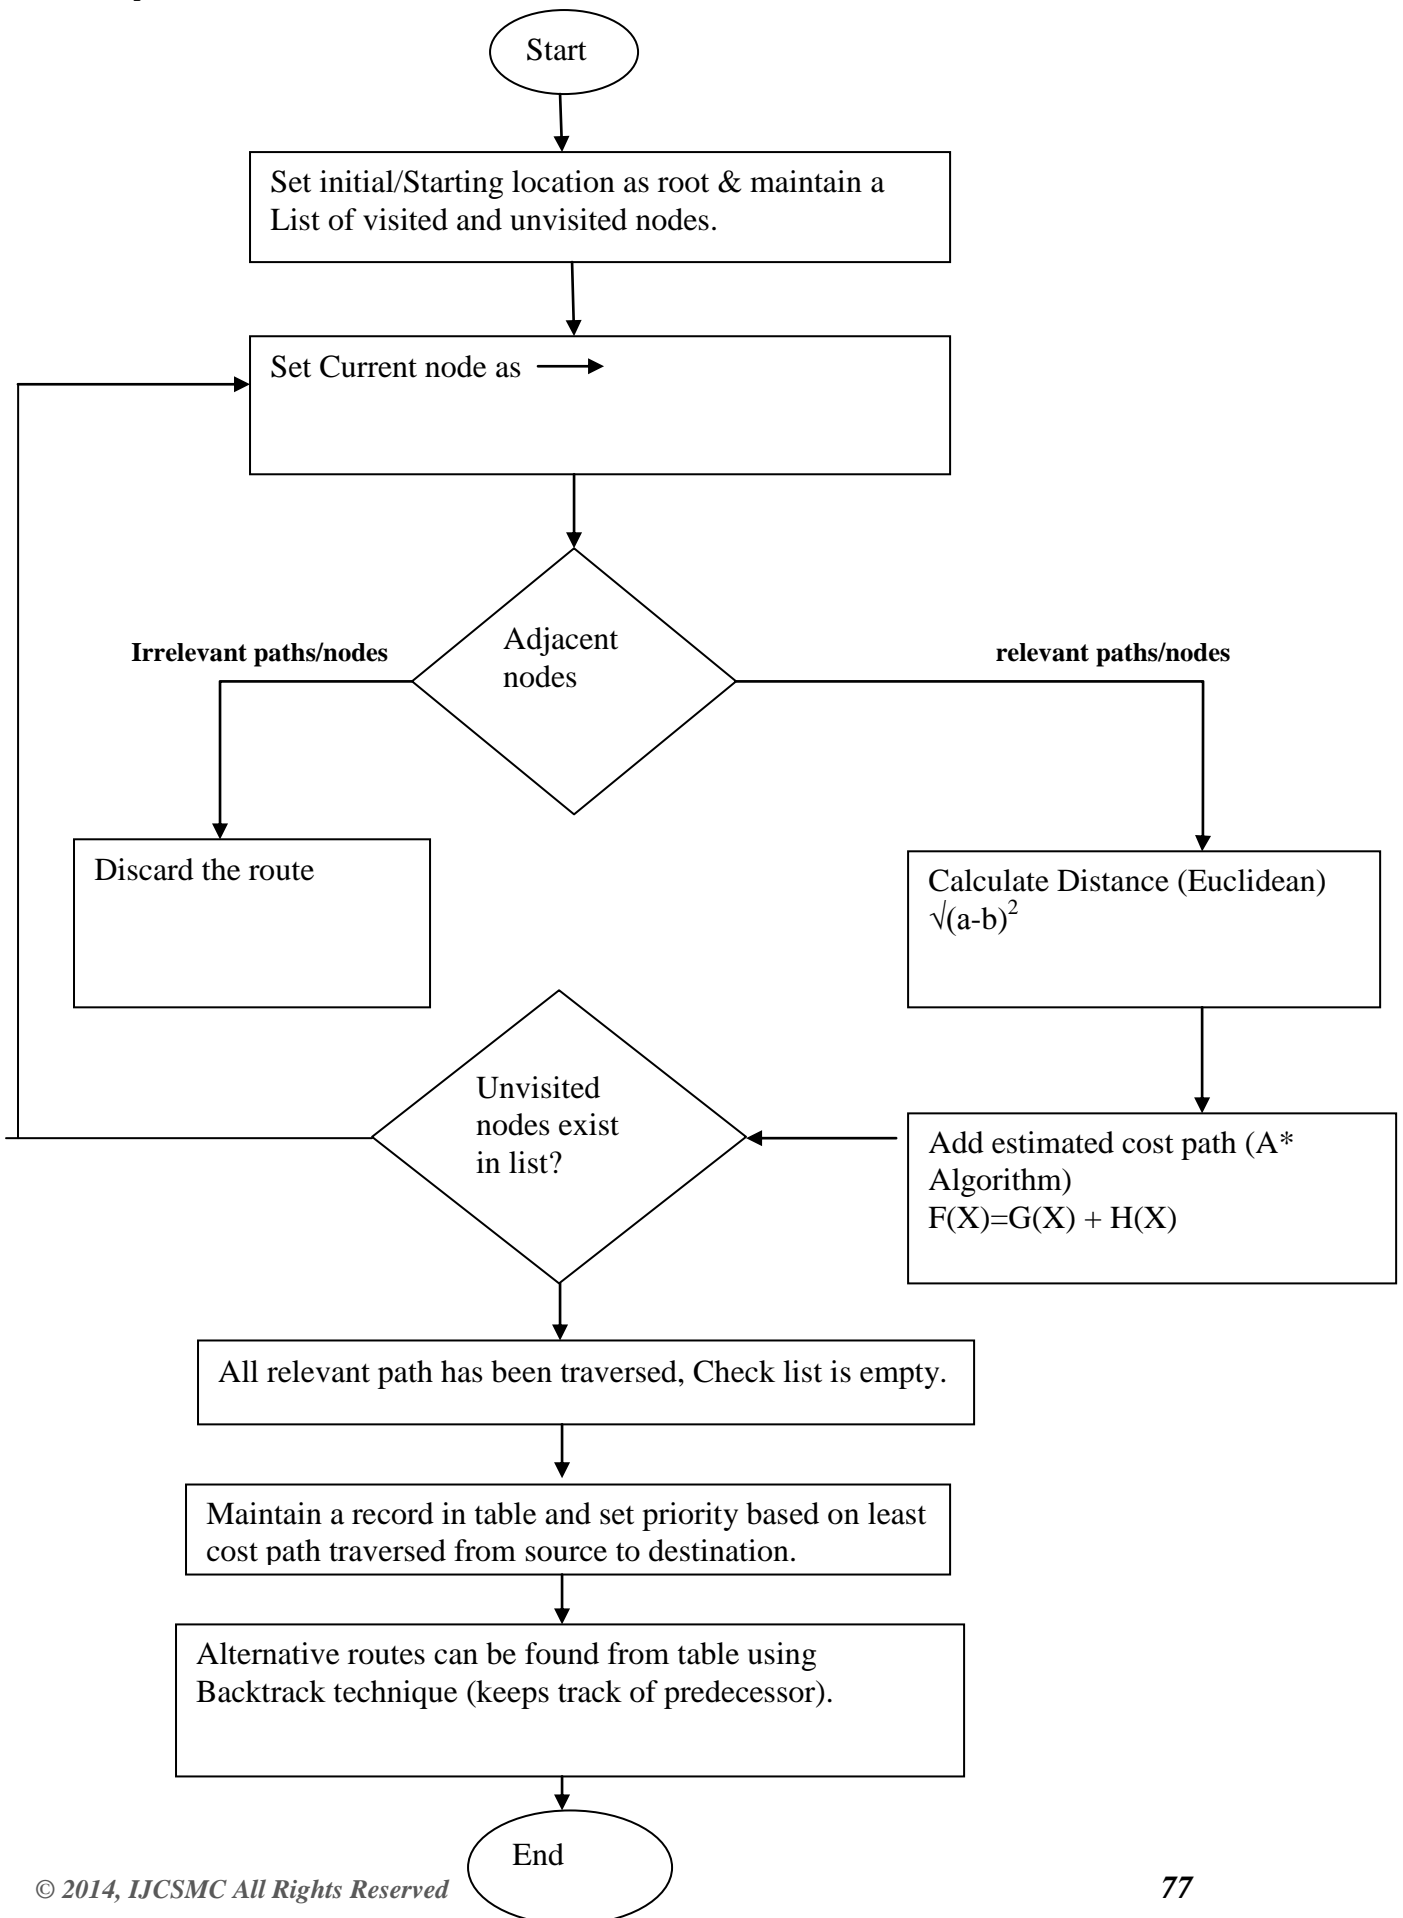 Start
Set initial/Starting location as root & maintain a
List of visited and unvisited nodes.
Set Current node as
Adjacent
nodes
Irrelevant paths/nodes
relevant paths/nodes
Discard the route
Calculate Distance (Euclidean)
√(a-b)²
Unvisited
nodes exist
in list?
Add estimated cost path (A*
Algorithm)
F(X)=G(X) + H(X)
All relevant path has been traversed, Check list is empty.
Maintain a record in table and set priority based on least
cost path traversed from source to destination.
Alternative routes can be found from table using
Backtrack technique (keeps track of predecessor).
End
© 2014, IJCSMC All Rights Reserved
77